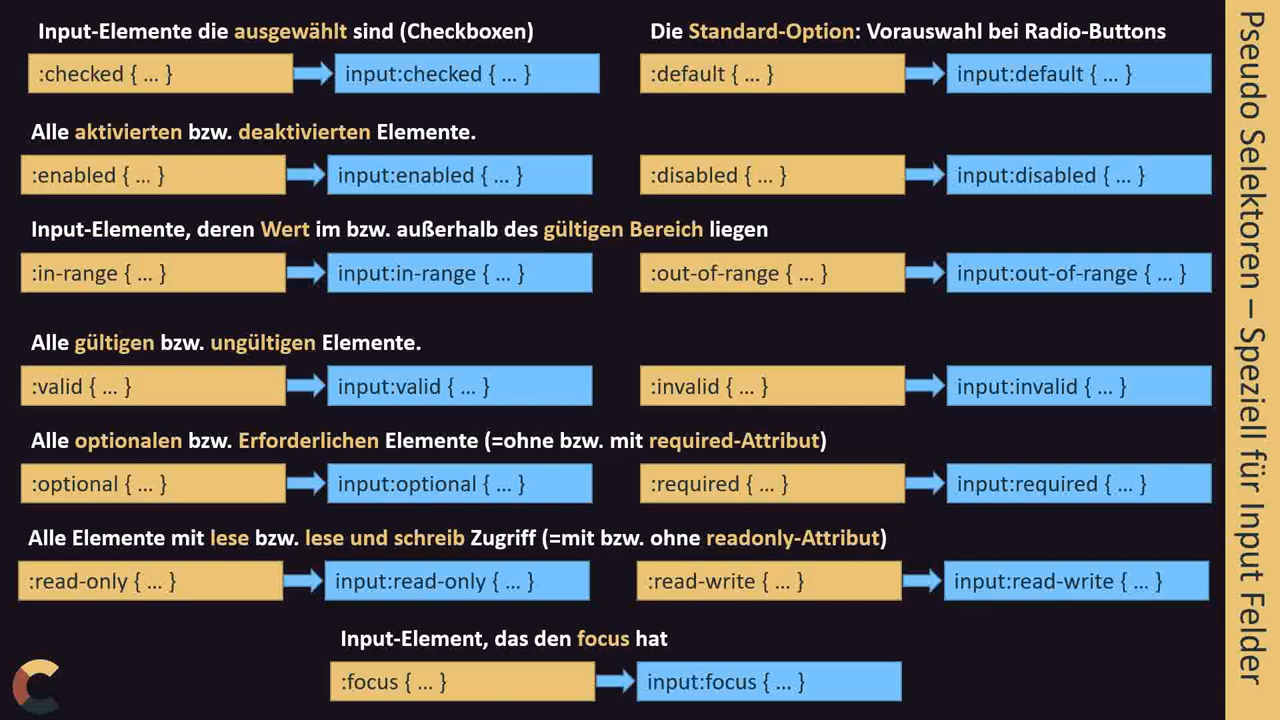 Input-Elemente die ausgewählt sind (Checkboxen)
:checked { ... }
input:checked { ... }
Die Standard-Option: Vorauswahl bei Radio-Buttons
:default { ... }
input:default { ... }
Alle aktivierten bzw. deaktivierten Elemente.
:enabled { ... }
input:enabled { ... }
:disabled { ... }
input:disabled { ... }
Input-Elemente, deren Wert im bzw. außerhalb des gültigen Bereich liegen
:in-range { ... }
input:in-range { ... }
:out-of-range { ... }
input:out-of-range { ... }
Alle gültigen bzw. ungültigen Elemente.
:valid { ... }
input:valid { ... }
:invalid { ... }
input:invalid { ... }
Alle optionalen bzw. Erforderlichen Elemente (=ohne bzw. mit required-Attribut)
:optional { ... }
input:optional { ... }
:required { ... }
input:required { ... }
Alle Elemente mit lese bzw. lese und schreib Zugriff (=mit bzw. ohne readonly-Attribut)
:read-only { ... }
input:read-only { ... }
:read-write { ... }
input:read-write { ... }
Input-Element, das den focus hat
:focus { ... }
input:focus { ... }
Pseudo Selektoren – Speziell für Input Felder